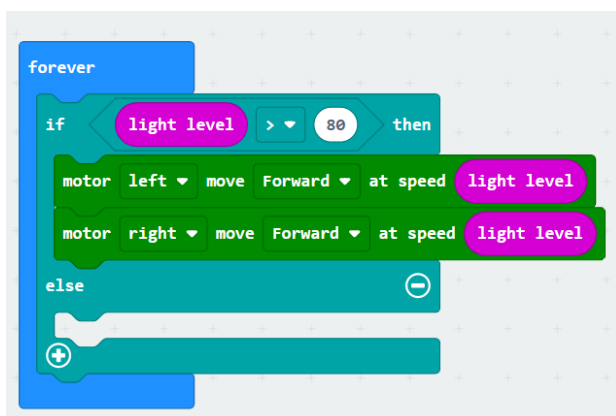 forever
if light level > 80 then
motor left move Forward at speed light level
motor right move Forward at speed light level
else